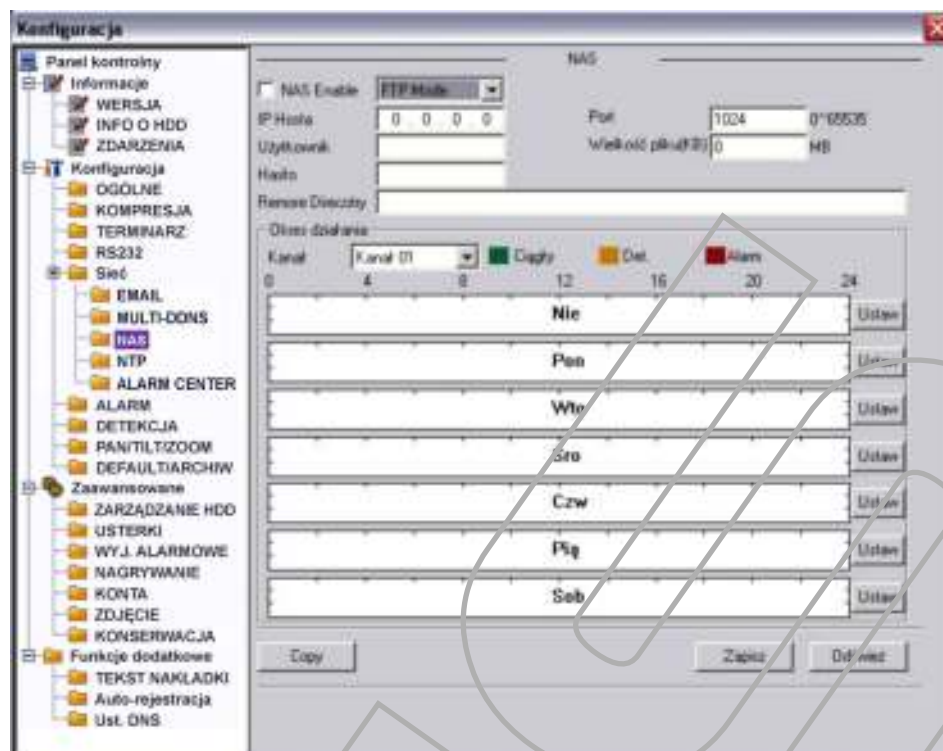 Konfiguracja
Panel kontrolny
Informacje
WERSJA
INFO O HDD
ZDARZENIA
Konfiguracja
OGÓLNE
KOMPRESJA
TERMINARZ
RS232
Sieć
EMAIL
MULTI-DDNS
NAS
NTP
ALARM CENTER
ALARM
DETEKCJA
PAN/TILT/ZOOM
DEFAULT/ARCHIW
Zaawansowane
ZARZĄDZANIE HDD
USTERKI
WYJ. ALARMOWE
NAGRYWANIE
KONTA
ZDJĘCIE
KONSERWACJA
Funkcje dodatkowe
TEKST NAKŁADKI
Auto-rejestracja
Ust. DNS
NAS
NAS Enable FTP Mode
IP Hosta 0 . 0 . 0 . 0 Port 1024 0~65535
Użytkownik Wielkość pliku(KB) 0 MB
Hasło
Remote Directory
Okres działania
Kanał Kanał 01 Ciągły Det. Alarm
0 4 8 12 16 20 24
Nie Ustaw
Pon Ustaw
Wto Ustaw
Śro Ustaw
Czw Ustaw
Pią Ustaw
Sob Ustaw
Copy Zapisz Odśwież